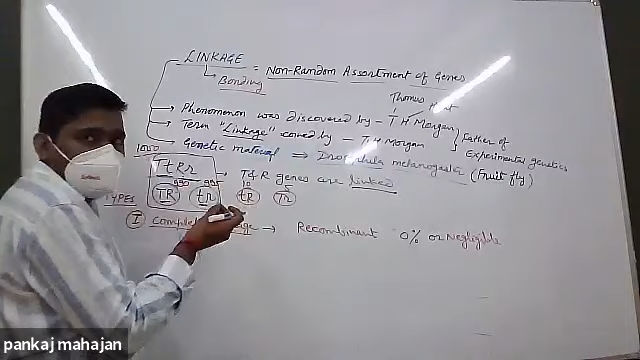 LINKAGE = Non-Random Assortment of Genes
Bonding
Thomas Hunt
→ Phenomenon was discovered by - T H Morgan
→ Term "Linkage" coined by - T H Morgan
Father of Experimental genetics
→ Genetic material ⇒ Drosophila melanogaster (Fruit fly)
1000
TtRr → T & R genes are linked
TR tr tR Tr
TYPES
I Complete → Recombinant 0% or Negligible
pankaj mahajan